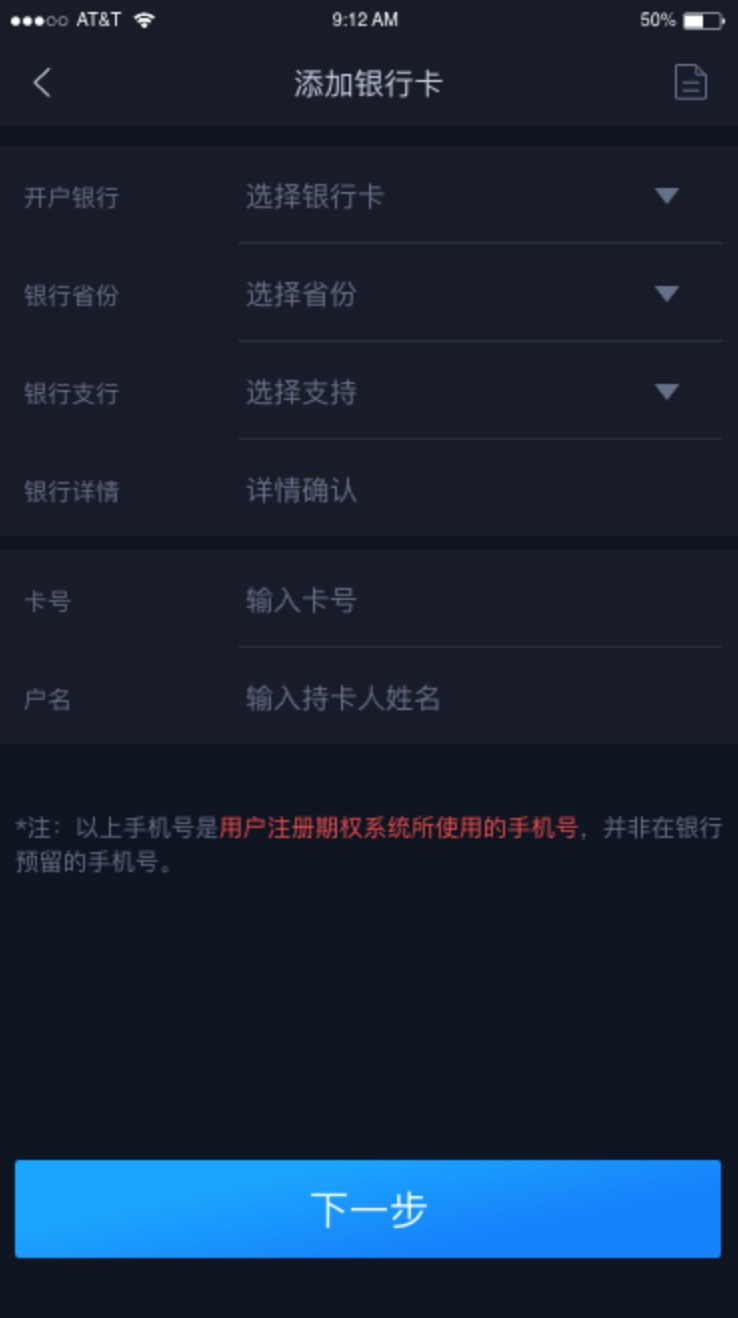 AT&T 9:12 AM 50%
添加银行卡
开户银行 选择银行卡
银行省份 选择省份
银行支行 选择支持
银行详情 详情确认
卡号 输入卡号
户名 输入持卡人姓名
*注：以上手机号是用户注册期权系统所使用的手机号，并非在银行
预留的手机号。
下一步